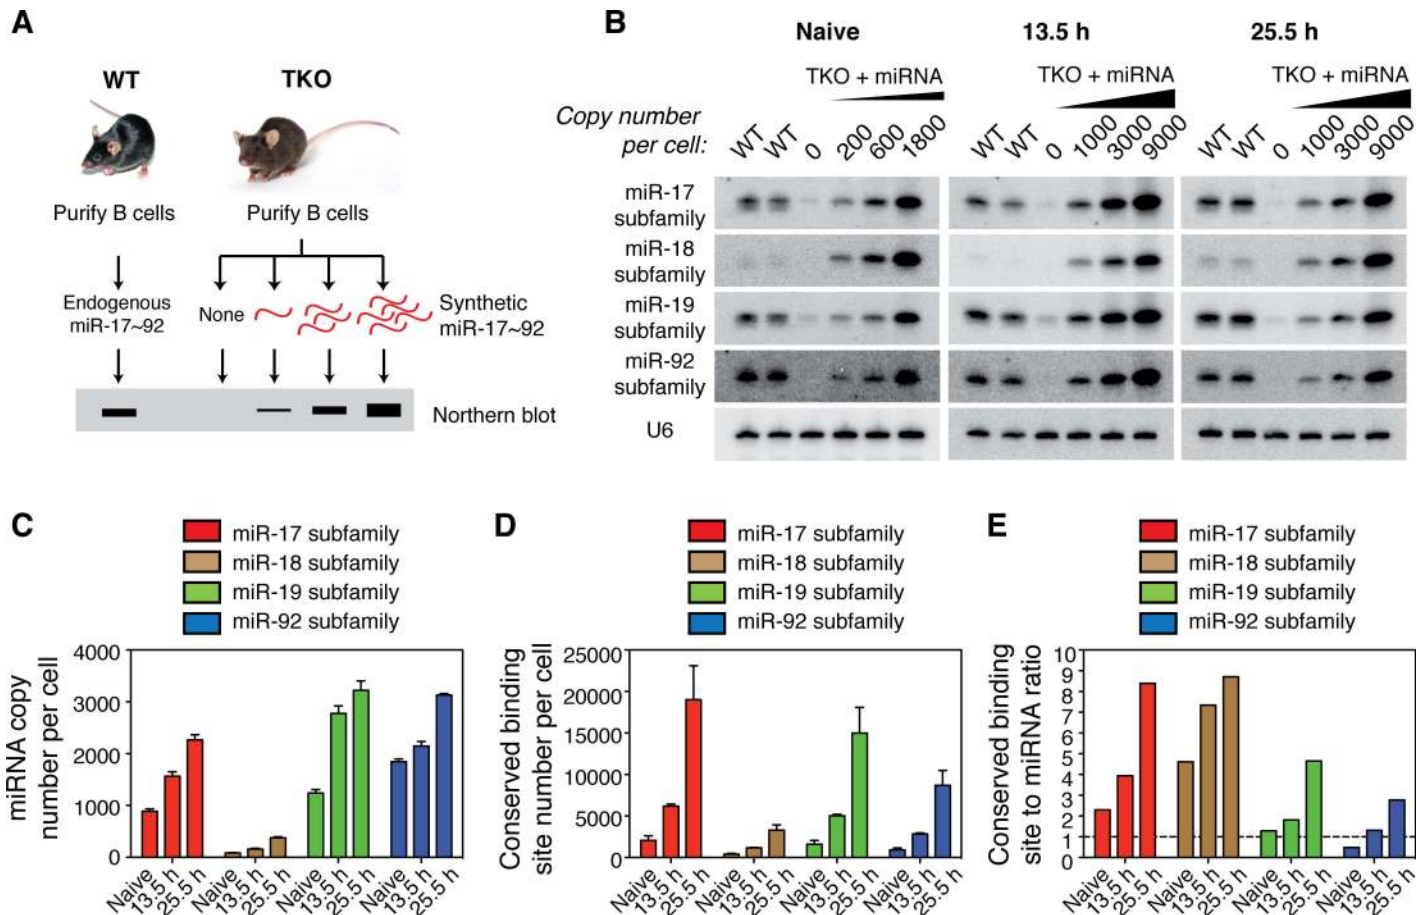 A
WT
TKO
Purify B cells
Purify B cells
Endogenous
miR-17~92
None
Synthetic
miR-17~92
Northern blot
B
Naive
13.5 h
25.5 h
TKO + miRNA
TKO + miRNA
TKO + miRNA
Copy number
per cell:
WT WT 0 200 600 1800
WT WT 0 1000 3000 9000
WT WT 0 1000 3000 9000
miR-17
subfamily
miR-18
subfamily
miR-19
subfamily
miR-92
subfamily
U6
C
miR-17 subfamily
miR-18 subfamily
miR-19 subfamily
miR-92 subfamily
miRNA copy
number per cell
4000
3000
2000
1000
0
Naive 13.5 h 25.5 h Naive 13.5 h 25.5 h Naive 13.5 h 25.5 h Naive 13.5 h 25.5 h
D
miR-17 subfamily
miR-18 subfamily
miR-19 subfamily
miR-92 subfamily
Conserved binding
site number per cell
25000
20000
15000
10000
5000
0
Naive 13.5 h 25.5 h Naive 13.5 h 25.5 h Naive 13.5 h 25.5 h Naive 13.5 h 25.5 h
E
miR-17 subfamily
miR-18 subfamily
miR-19 subfamily
miR-92 subfamily
Conserved binding
site to miRNA ratio
10
9
8
7
6
5
4
3
2
1
0
Naive 13.5 h 25.5 h Naive 13.5 h 25.5 h Naive 13.5 h 25.5 h Naive 13.5 h 25.5 h